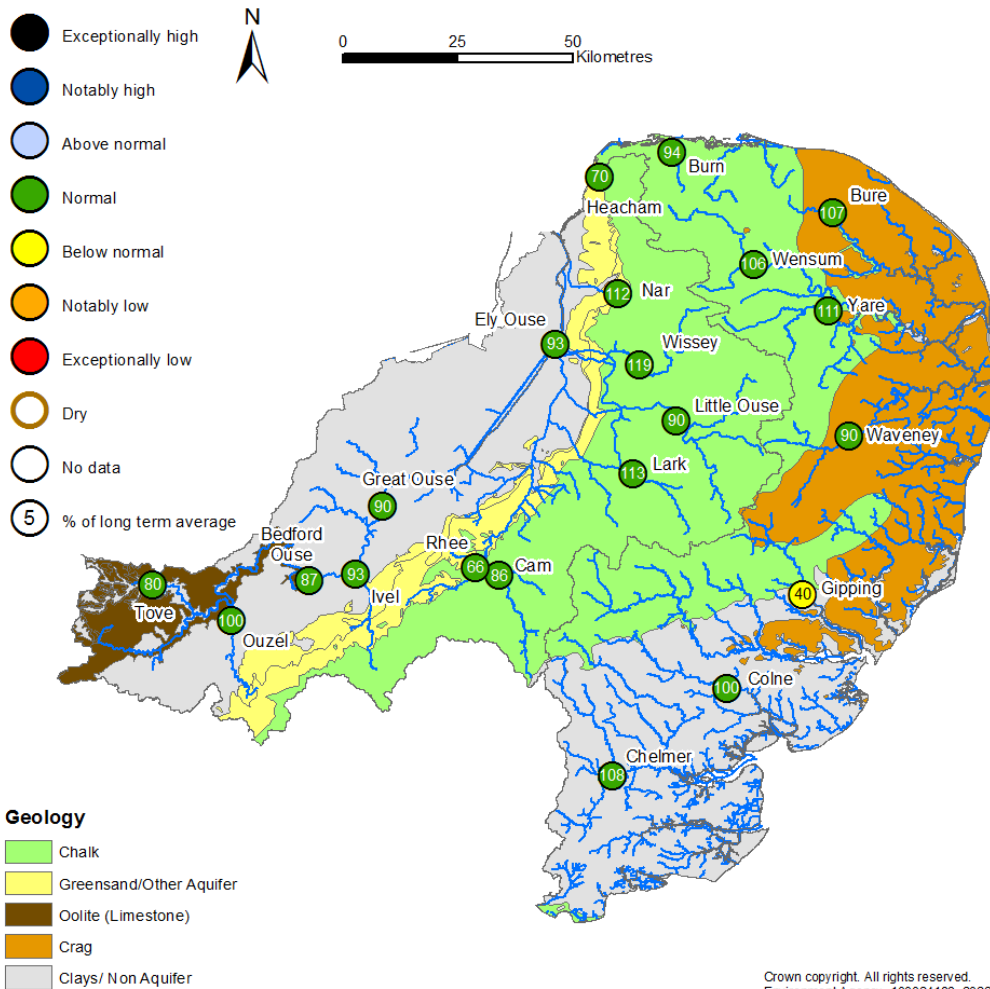 Exceptionally high
Notably high
Above normal
Normal
Below normal
Notably low
Exceptionally low
Dry
No data
5 % of long term average
N
0 25 50
Kilometres
94
Burn
70
Heacham
Bure
107
106
Wensum
112
Nar
Yare
111
Ely Ouse
93
Wissey
119
Little Ouse
90
90
Waveney
Lark
113
Great Ouse
90
Bedford
Ouse
87
93
Ivel
Rhee
66
86
Cam
80
Tove
100
Ouzel
40
Gipping
100
Colne
Chelmer
108
Geology
Chalk
Greensand/Other Aquifer
Oolite (Limestone)
Crag
Clays/ Non Aquifer
Crown copyright. All rights reserved.